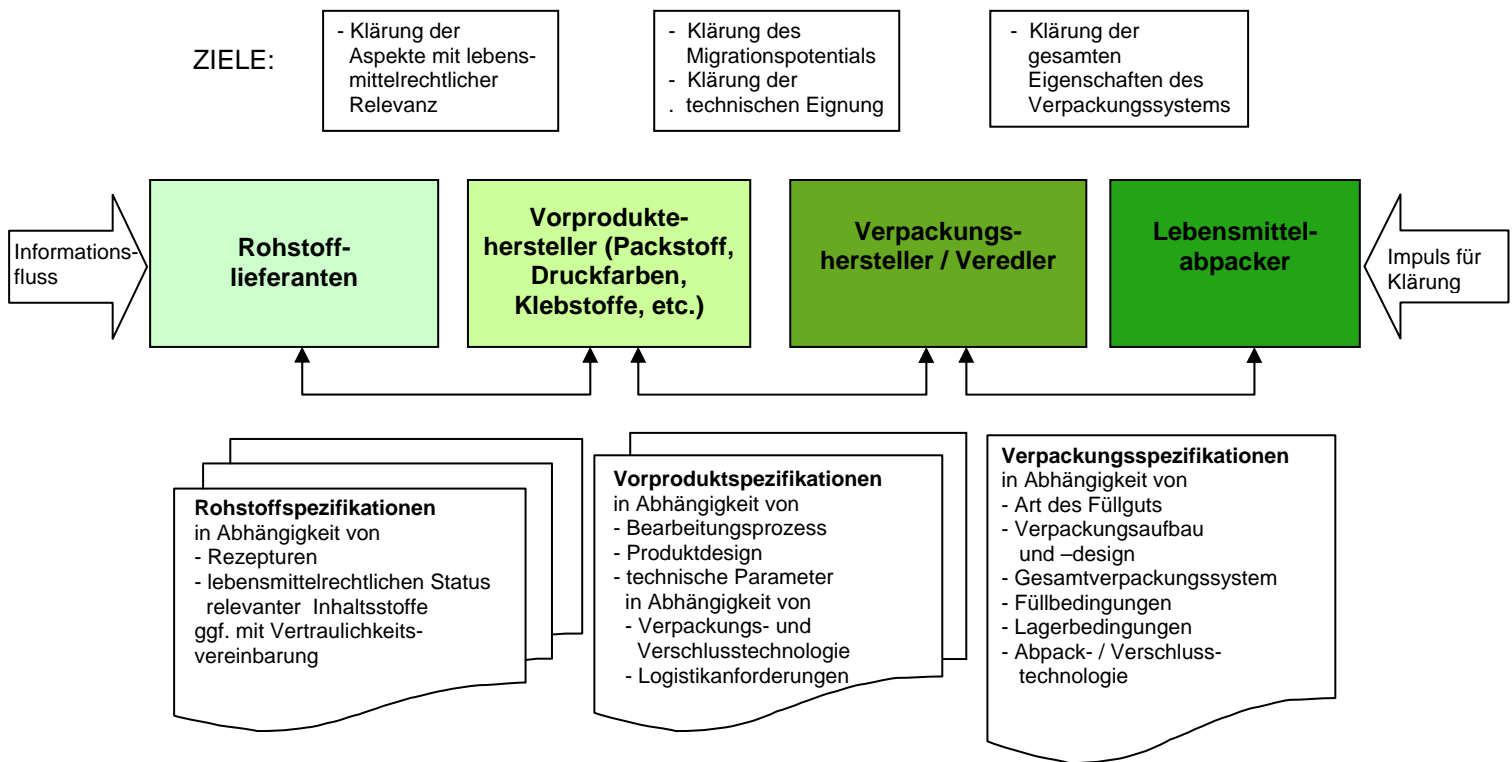 ZIELE:
- Klärung der
Aspekte mit lebens-
mittelrechtlicher
Relevanz
- Klärung des
Migrationspotentials
- Klärung der
. technischen Eignung
- Klärung der
gesamten
Eigenschaften des
Verpackungssystems
Informations-
fluss
Rohstoff-
lieferanten
Vorprodukte-
hersteller (Packstoff,
Druckfarben,
Klebstoffe, etc.)
Verpackungs-
hersteller / Veredler
Lebensmittel-
abpacker
Impuls für
Klärung
Rohstoffspezifikationen
in Abhängigkeit von
- Rezepturen
- lebensmittelrechtlichen Status
relevanter Inhaltsstoffe
ggf. mit Vertraulichkeits-
vereinbarung
Vorproduktspezifikationen
in Abhängigkeit von
- Bearbeitungsprozess
- Produktdesign
- technische Parameter
in Abhängigkeit von
- Verpackungs- und
Verschlusstechnologie
- Logistikanforderungen
Verpackungsspezifikationen
in Abhängigkeit von
- Art des Füllguts
- Verpackungsaufbau
und –design
- Gesamtverpackungssystem
- Füllbedingungen
- Lagerbedingungen
- Abpack- / Verschluss-
technologie